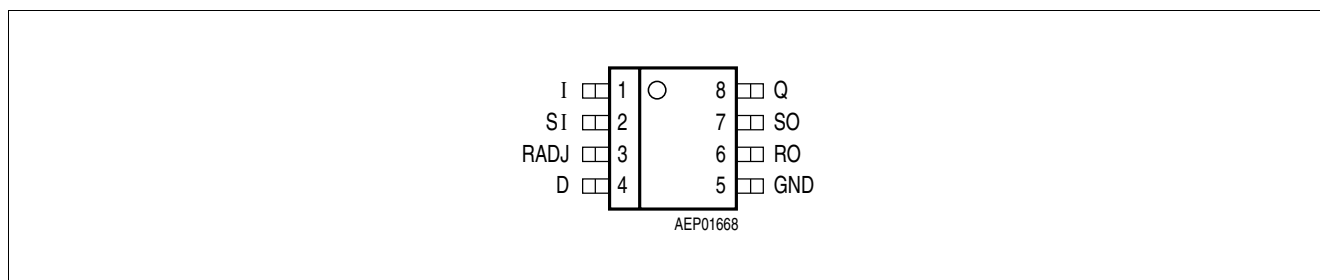 I 1 8 Q
SI 2 7 SO
RADJ 3 6 RO
D 4 5 GND
AEP01668